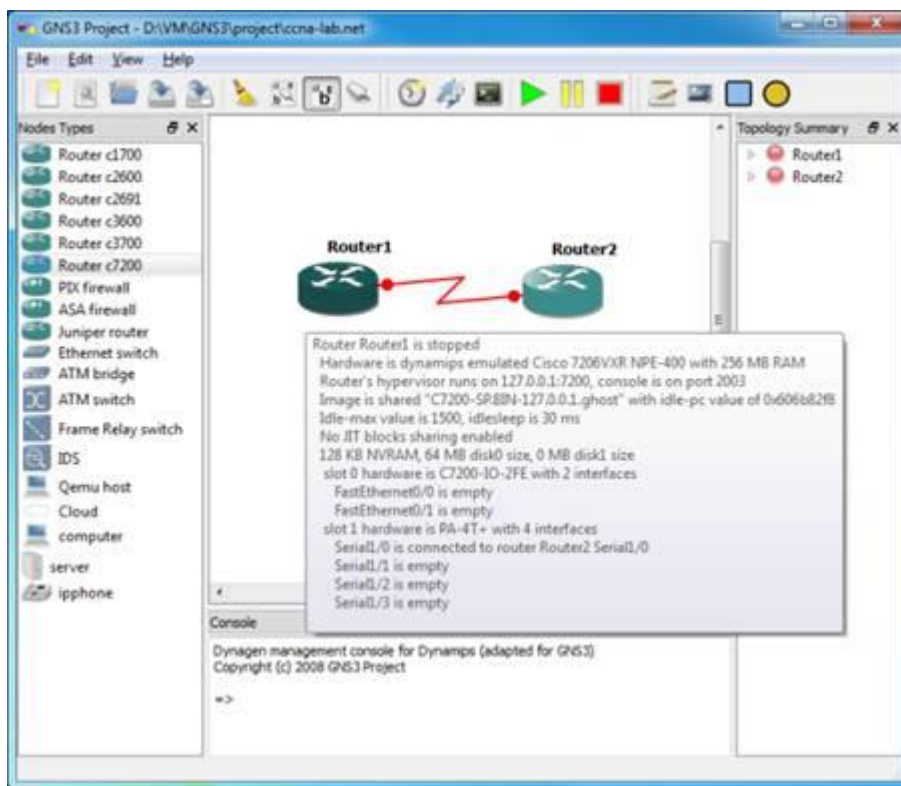 GNS3 Project - D:\VM\GNS3\project\ccna-lab.net
File Edit View Help
Nodes Types
Router c1700
Router c2600
Router c2691
Router c3600
Router c3700
Router c7200
PIX firewall
ASA firewall
Juniper router
Ethernet switch
ATM bridge
ATM switch
Frame Relay switch
IDS
Qemu host
Cloud
computer
server
ipphone
Router1
Router2
Router Router1 is stopped
Hardware is dynamips emulated Cisco 7206VXR NPE-400 with 256 MB RAM
Router's hypervisor runs on 127.0.0.1:7200, console is on port 2003
Image is shared "C7200-SP.BIN-127.0.0.1.ghost" with idle-pc value of 0x606b82f8
Idle-max value is 1500, idlesleep is 30 ms
No JIT blocks sharing enabled
128 KB NVRAM, 64 MB disk0 size, 0 MB disk1 size
slot 0 hardware is C7200-IO-2FE with 2 interfaces
FastEthernet0/0 is empty
FastEthernet0/1 is empty
slot 1 hardware is PA-4T+ with 4 interfaces
Serial1/0 is connected to router Router2 Serial1/0
Serial1/1 is empty
Serial1/2 is empty
Serial1/3 is empty
Console
Dynagen management console for Dynamips (adapted for GNS3)
Copyright (c) 2008 GNS3 Project
=>
Topology Summary
Router1
Router2